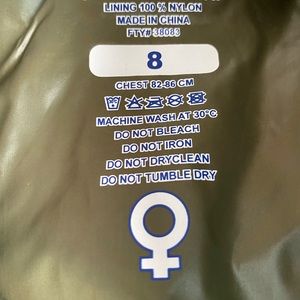 LINING 100 % NYLON
MADE IN CHINA
FTY# 38683
8
CHEST 82-86 CM
MACHINE WASH AT 30°C
DO NOT BLEACH
DO NOT IRON
DO NOT DRYCLEAN
DO NOT TUMBLE DRY